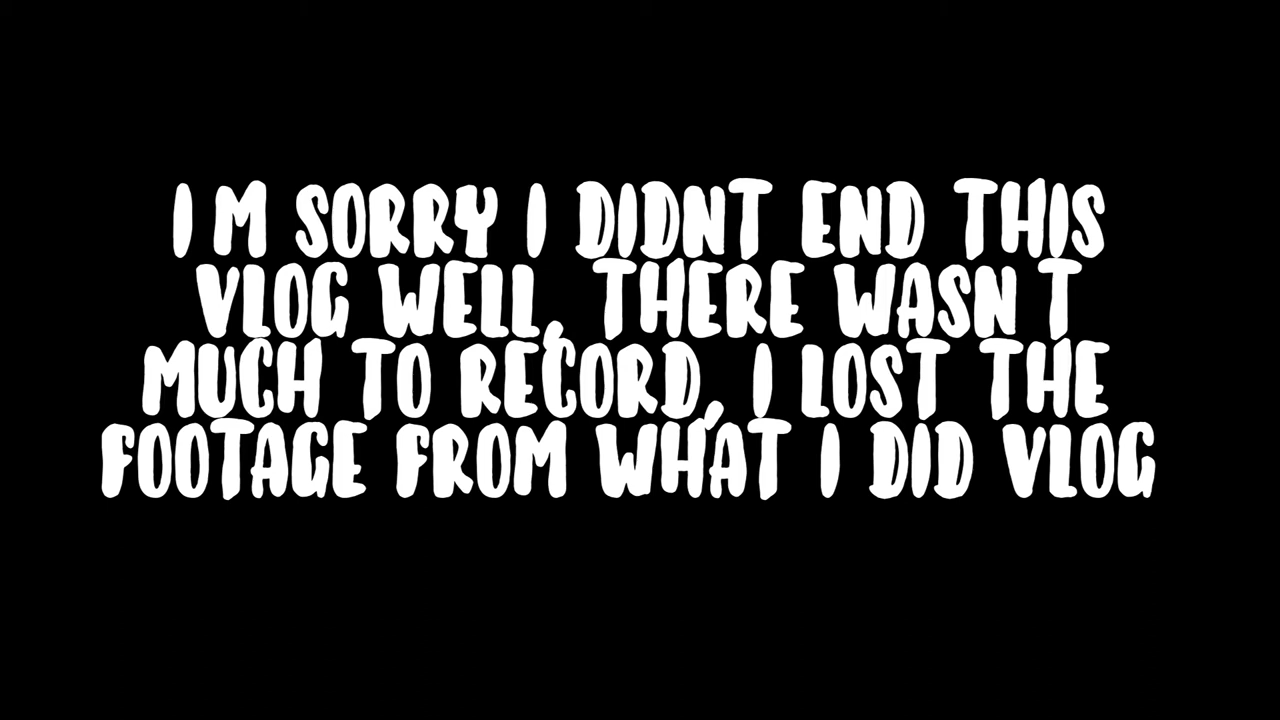 I M SORRY I DIDNT END THIS
VLOG WELL, THERE WASN T
MUCH TO RECORD, I LOST THE
FOOTAGE FROM WHAT I DID VLOG